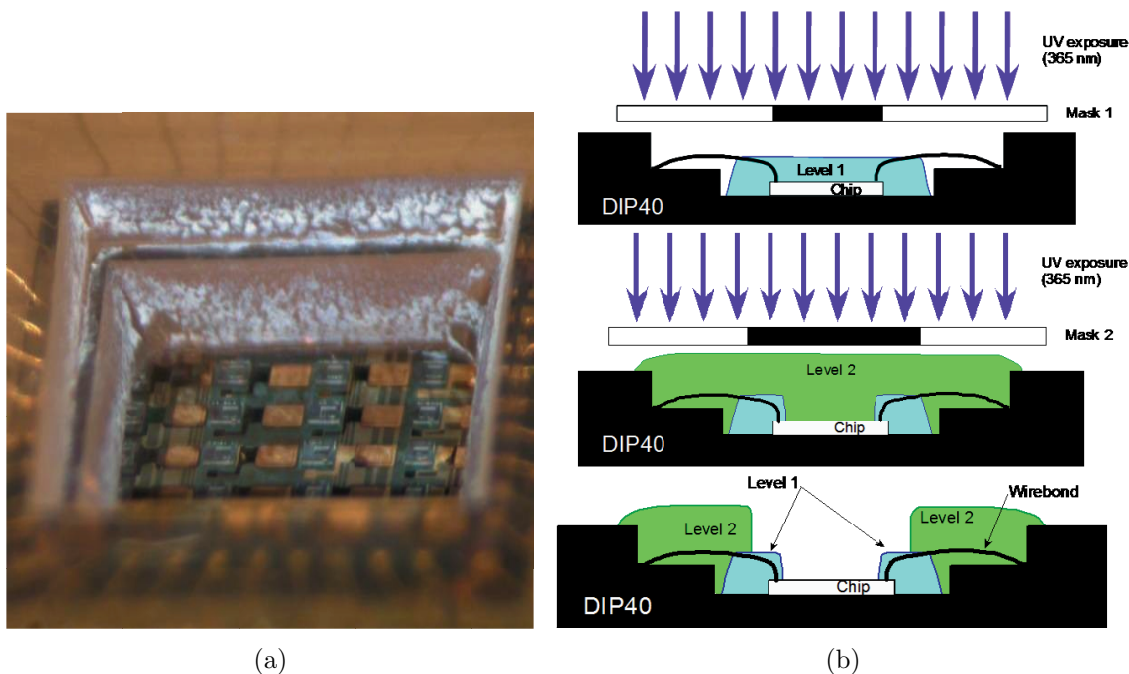 UV exposure
(365 nm)
Mask 1
Level 1
Chip
DIP40
UV exposure
(365 nm)
Mask 2
Level 2
Chip
DIP40
Level 1
Wirebond
Level 2
Level 2
Chip
DIP40
(a)
(b)